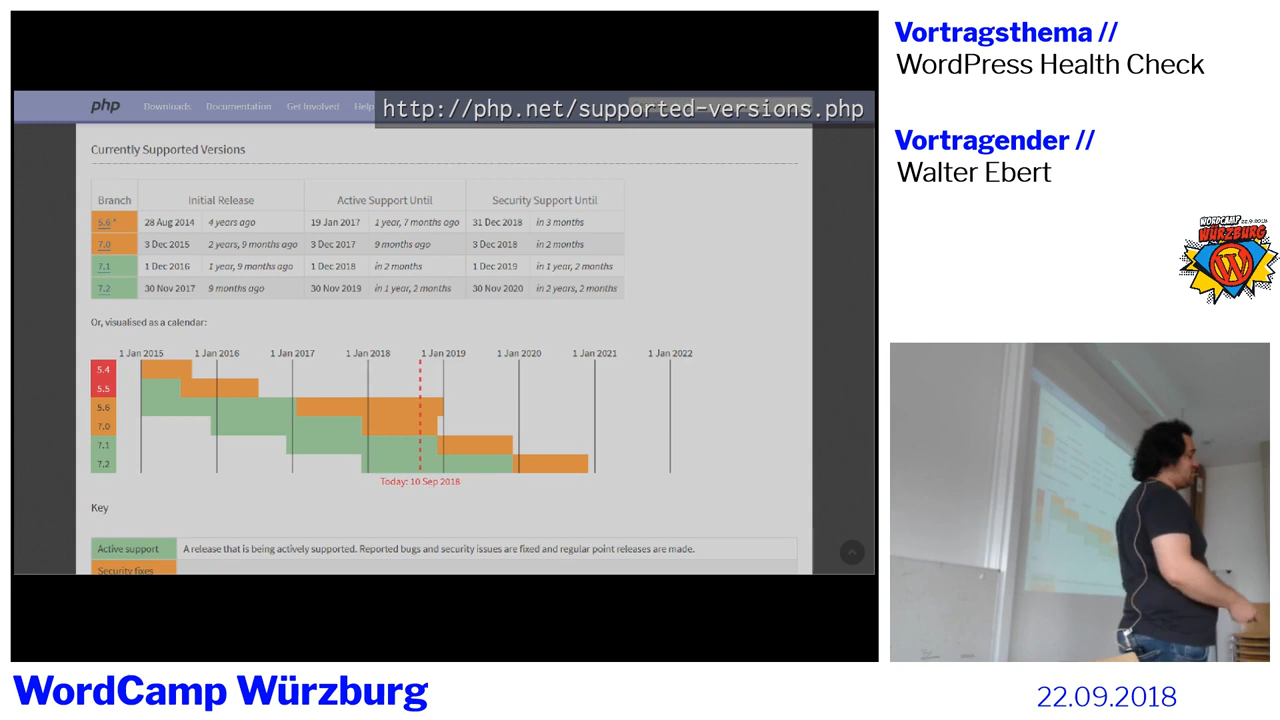 php Downloads Documentation Get Involved Help
http://php.net/supported-versions.php
Currently Supported Versions
Branch Initial Release Active Support Until Security Support Until
5.6 * 28 Aug 2014 4 years ago 19 Jan 2017 1 year, 7 months ago 31 Dec 2018 in 3 months
7.0 3 Dec 2015 2 years, 9 months ago 3 Dec 2017 9 months ago 3 Dec 2018 in 2 months
7.1 1 Dec 2016 1 year, 9 months ago 1 Dec 2018 in 2 months 1 Dec 2019 in 1 year, 2 months
7.2 30 Nov 2017 9 months ago 30 Nov 2019 in 1 year, 2 months 30 Nov 2020 in 2 years, 2 months
Or, visualised as a calendar:
1 Jan 2015 1 Jan 2016 1 Jan 2017 1 Jan 2018 1 Jan 2019 1 Jan 2020 1 Jan 2021 1 Jan 2022
5.4
5.5
5.6
7.0
7.1
7.2
Today: 10 Sep 2018
Key
Active support A release that is being actively supported. Reported bugs and security issues are fixed and regular point releases are made.
Security fixes
Vortragsthema //
WordPress Health Check
Vortragender //
Walter Ebert
WORDCAMP 22.9.2018
WÜRZBURG
WordCamp Würzburg
22.09.2018